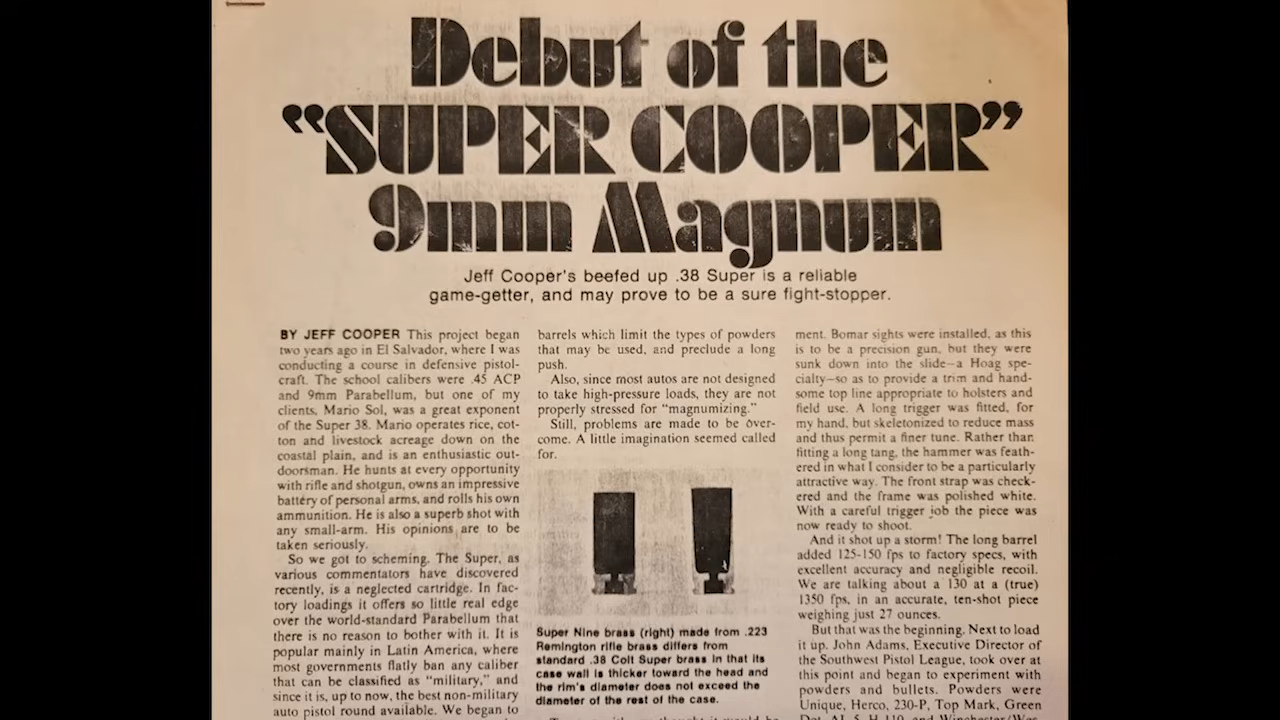 Debut of the
“SUPER COOPER”
9mm Magnum
Jeff Cooper's beefed up .38 Super is a reliable
game-getter, and may prove to be a sure fight-stopper.
BY JEFF COOPER This project began
two years ago in El Salvador, where I was
conducting a course in defensive pistol-
craft. The school calibers were .45 ACP
and 9mm Parabellum, but one of my
clients, Mario Sol, was a great exponent
of the Super 38. Mario operates rice, cot-
ton and livestock acreage down on the
coastal plain, and is an enthusiastic out-
doorsman. He hunts at every opportunity
with rifle and shotgun, owns an impressive
battery of personal arms, and rolls his own
ammunition. He is also a superb shot with
any small-arm. His opinions are to be
taken seriously.
So we got to scheming. The Super, as
various commentators have discovered
recently, is a neglected cartridge. In fac-
tory loadings it offers so little real edge
over the world-standard Parabellum that
there is no reason to bother with it. It is
popular mainly in Latin America, where
most governments flatly ban any caliber
that can be classified as “military,” and
since it is, up to now, the best non-military
auto pistol round available. We began to
barrels which limit the types of powders
that may be used, and preclude a long
push.
Also, since most autos are not designed
to take high-pressure loads, they are not
properly stressed for “magnumizing.”
Still, problems are made to be over-
come. A little imagination seemed called
for.
Super Nine brass (right) made from .223
Remington rifle brass differs from
standard .38 Colt Super brass in that its
case wall is thicker toward the head and
the rim's diameter does not exceed the
diameter of the rest of the case.
ment. Bomar sights were installed, as this
is to be a precision gun, but they were
sunk down into the slide—a Hoag spe-
cialty—so as to provide a trim and hand-
some top line appropriate to holsters and
field use. A long trigger was fitted, for
my hand, but skeletonized to reduce mass
and thus permit a finer tune. Rather than
fitting a long tang, the hammer was feath-
ered in what I consider to be a particularly
attractive way. The front strap was check-
ered and the frame was polished white.
With a careful trigger job the piece was
now ready to shoot.
And it shot up a storm! The long barrel
added 125-150 fps to factory specs, with
excellent accuracy and negligible recoil.
We are talking about a 130 at a (true)
1350 fps, in an accurate, ten-shot piece
weighing just 27 ounces.
But that was the beginning. Next to load
it up. John Adams, Executive Director of
the Southwest Pistol League, took over at
this point and began to experiment with
powders and bullets. Powders were
Unique, Herco, 230-P, Top Mark, Green